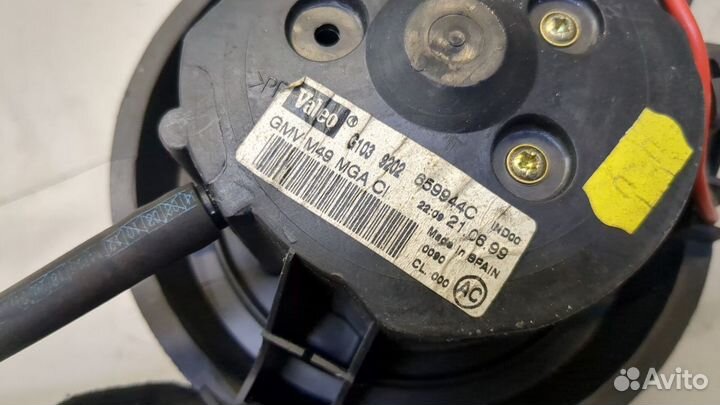 Valeo ®
G103 9202 659944C IND00
GMV M49 MGA CI 22:09 21.06.99
Made in SPAIN
0090
CL. 000 AC
Avito